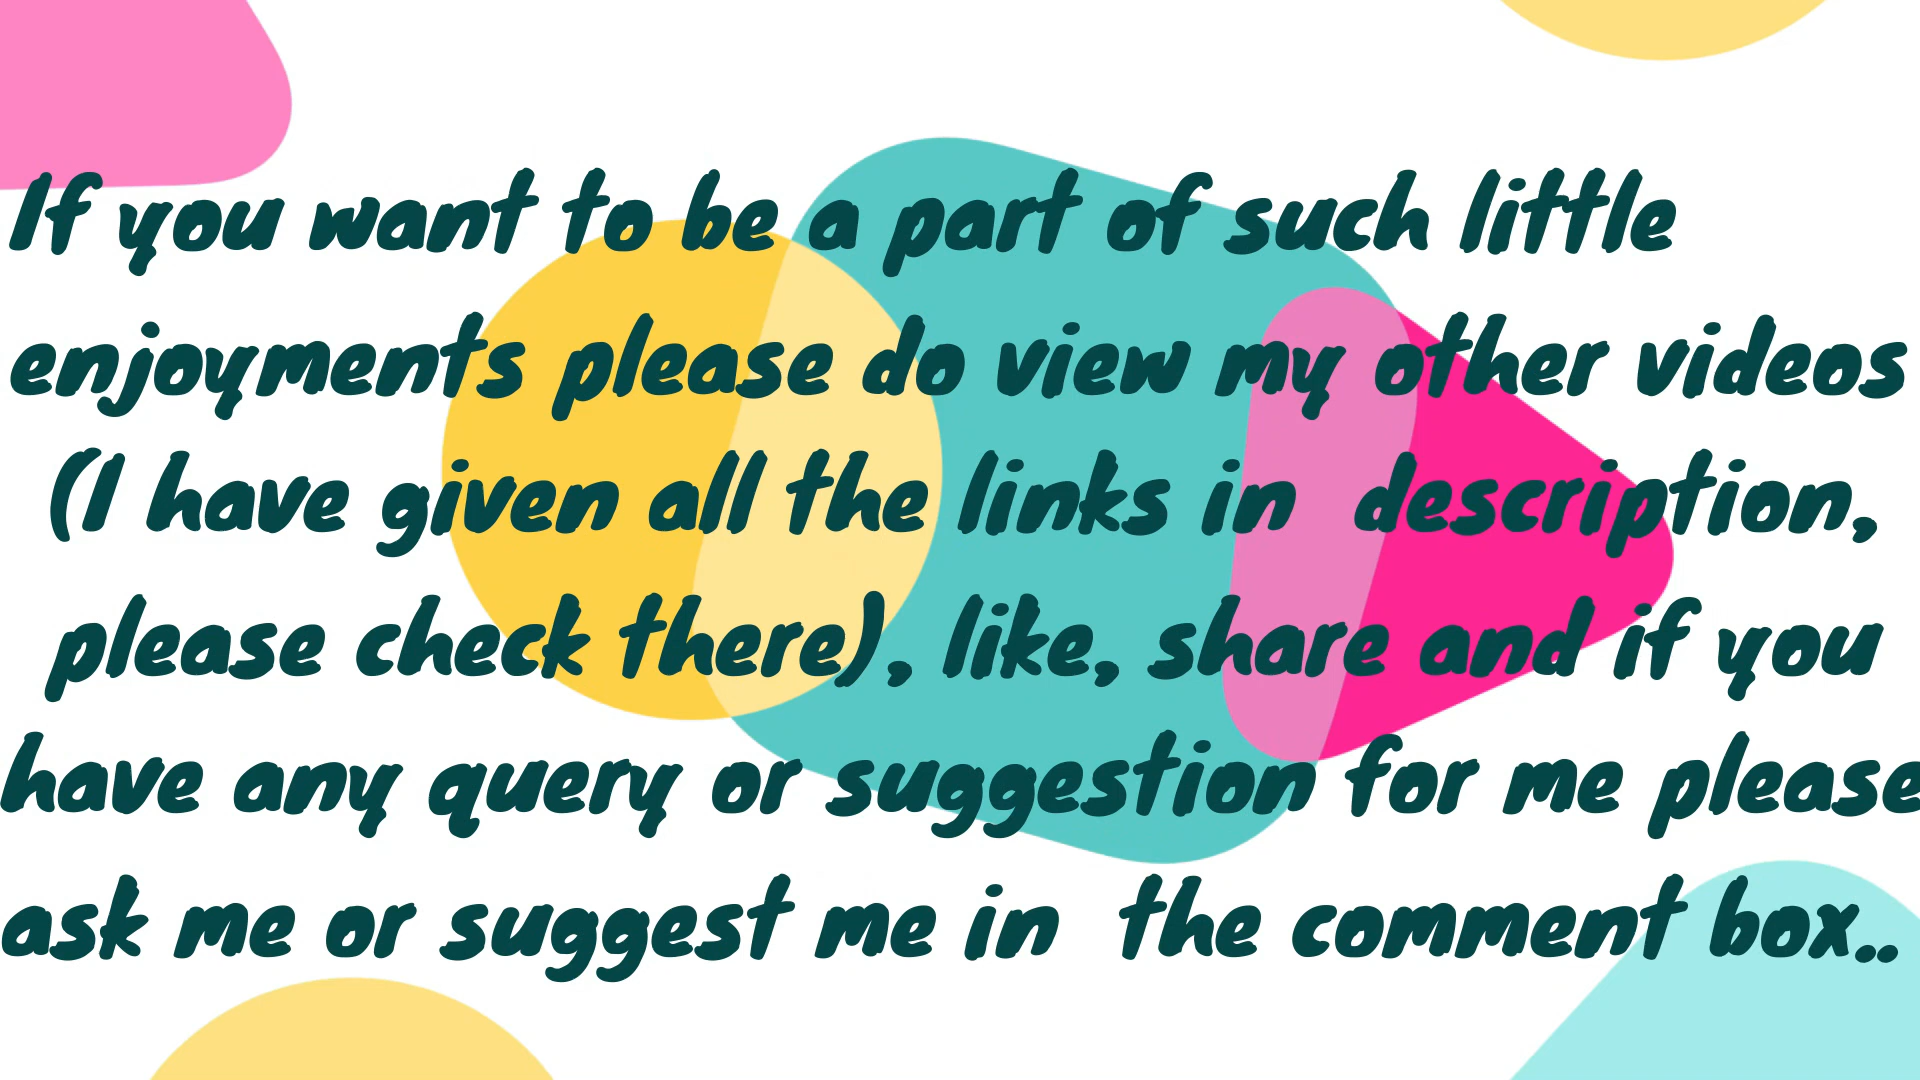 If you want to be a part of such little
enjoyments please do view my other videos
(I have given all the links in description,
please check there), like, share and if you
have any query or suggestion for me please
ask me or suggest me in the comment box..